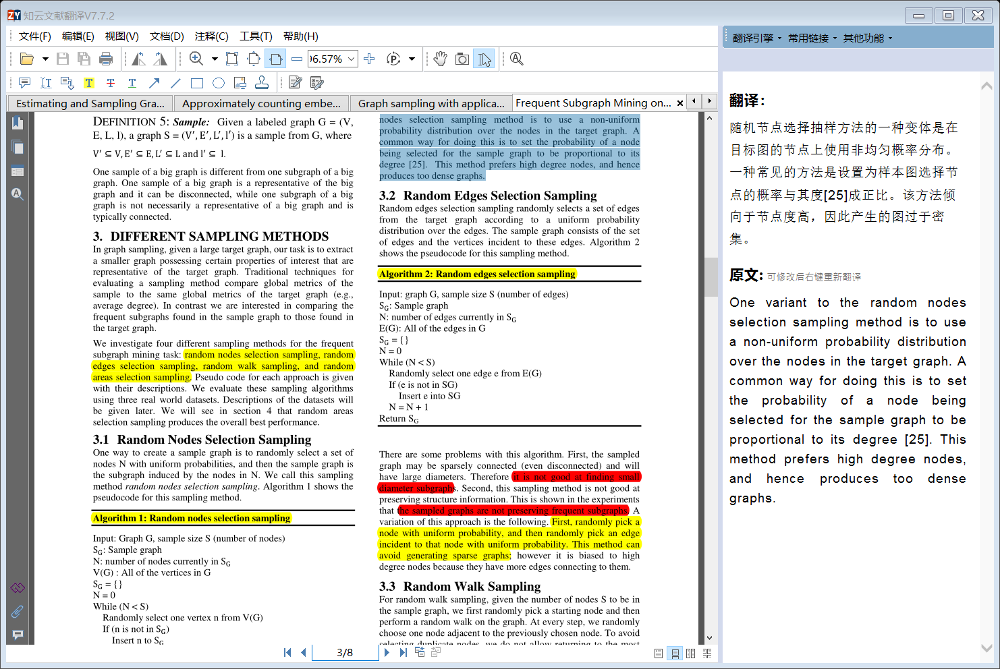 知云文献翻译V7.7.2
文件(F) 编辑(E) 视图(V) 文档(D) 注释(C) 工具(T) 帮助(H)
翻译引擎 常用链接 其他功能
96.57%
Estimating and Sampling Gra...
Approximately counting embe...
Graph sampling with applica...
Frequent Subgraph Mining on...
DEFINITION 5: Sample: Given a labeled graph G = (V,
E, L, l), a graph S = (V′, E′, L′, l′) is a sample from G, where
V′ ⊆ V, E′ ⊆ E, L′ ⊆ L and l′ ⊆ l.
One sample of a big graph is different from one subgraph of a big
graph. One sample of a big graph is a representative of the big
graph and it can be disconnected, while one subgraph of a big
graph is not necessarily a representative of a big graph and is
typically connected.
3. DIFFERENT SAMPLING METHODS
In graph sampling, given a large target graph, our task is to extract
a smaller graph possessing certain properties of interest that are
representative of the target graph. Traditional techniques for
evaluating a sampling method compare global metrics of the
sample to the same global metrics of the target graph (e.g.,
average degree). In contrast we are interested in comparing the
frequent subgraphs found in the sample graph to those found in
the target graph.
We investigate four different sampling methods for the frequent
subgraph mining task: random nodes selection sampling, random
edges selection sampling, random walk sampling, and random
areas selection sampling. Pseudo code for each approach is given
with their descriptions. We evaluate these sampling algorithms
using three real world datasets. Descriptions of the datasets will
be given later. We will see in section 4 that random areas
selection sampling produces the overall best performance.
3.1 Random Nodes Selection Sampling
One way to create a sample graph is to randomly select a set of
nodes N with uniform probabilities, and then the sample graph is
the subgraph induced by the nodes in N. We call this sampling
method random nodes selection sampling. Algorithm 1 shows the
pseudocode for this sampling method.
Algorithm 1: Random nodes selection sampling
Input: Graph G, sample size S (number of nodes)
SG: Sample graph
N: number of nodes currently in SG
V(G) : All of the vertices in G
SG = { }
N = 0
While (N < S)
Randomly select one vertex n from V(G)
If (n is not in SG)
Insert n to SG
nodes selection sampling method is to use a non-uniform
probability distribution over the nodes in the target graph. A
common way for doing this is to set the probability of a node
being selected for the sample graph to be proportional to its
degree [25]. This method prefers high degree nodes, and hence
produces too dense graphs.
3.2 Random Edges Selection Sampling
Random edges selection sampling randomly selects a set of edges
from the target graph according to a uniform probability
distribution over the edges. The sample graph consists of the set
of edges and the vertices incident to these edges. Algorithm 2
shows the pseudocode for this sampling method.
Algorithm 2: Random edges selection sampling
Input: graph G, sample size S (number of edges)
SG: Sample graph
N: number of edges currently in SG
E(G): All of the edges in G
SG = { }
N = 0
While (N < S)
Randomly select one edge e from E(G)
If (e is not in SG)
Insert e into SG
N = N + 1
Return SG
There are some problems with this algorithm. First, the sampled
graph may be sparsely connected (even disconnected) and will
have large diameters. Therefore it is not good at finding small
diameter subgraphs. Second, this sampling method is not good at
preserving structure information. This is shown in the experiments
that the sampled graphs are not preserving frequent subgraphs. A
variation of this approach is the following. First, randomly pick a
node with uniform probability, and then randomly pick an edge
incident to that node with uniform probability. This method can
avoid generating sparse graphs; however it is biased to high
degree nodes because they have more edges connecting to them.
3.3 Random Walk Sampling
For random walk sampling, given the number of nodes S to be in
the sample graph, we first randomly pick a starting node and then
perform a random walk on the graph. At every step, we randomly
choose one node adjacent to the previously chosen node. To avoid
selecting duplicate nodes, we do not allow returning to the most
3/8
翻译：
随机节点选择抽样方法的一种变体是在
目标图的节点上使用非均匀概率分布。
一种常见的方法是设置为样本图选择节
点的概率与其度[25]成正比。该方法倾
向于节点度高，因此产生的图过于密
集。
原文: 可修改后右键重新翻译
One variant to the random nodes
selection sampling method is to use
a non-uniform probability distribution
over the nodes in the target graph. A
common way for doing this is to set
the probability of a node being
selected for the sample graph to be
proportional to its degree [25]. This
method prefers high degree nodes,
and hence produces too dense
graphs.